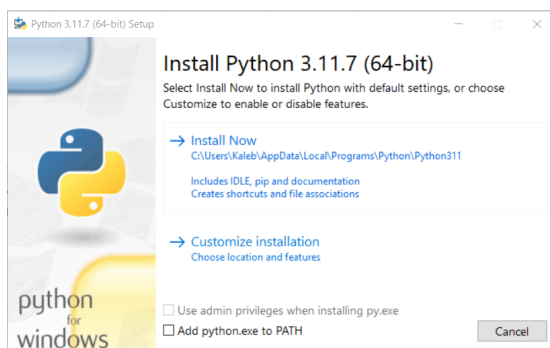 Python 3.11.7 (64-bit) Setup
Install Python 3.11.7 (64-bit)
Select Install Now to install Python with default settings, or choose
Customize to enable or disable features.
Install Now
C:\Users\Kaleb\AppData\Local\Programs\Python\Python311
Includes IDLE, pip and documentation
Creates shortcuts and file associations
Customize installation
Choose location and features
python
for
windows
Use admin privileges when installing py.exe
Add python.exe to PATH
Cancel